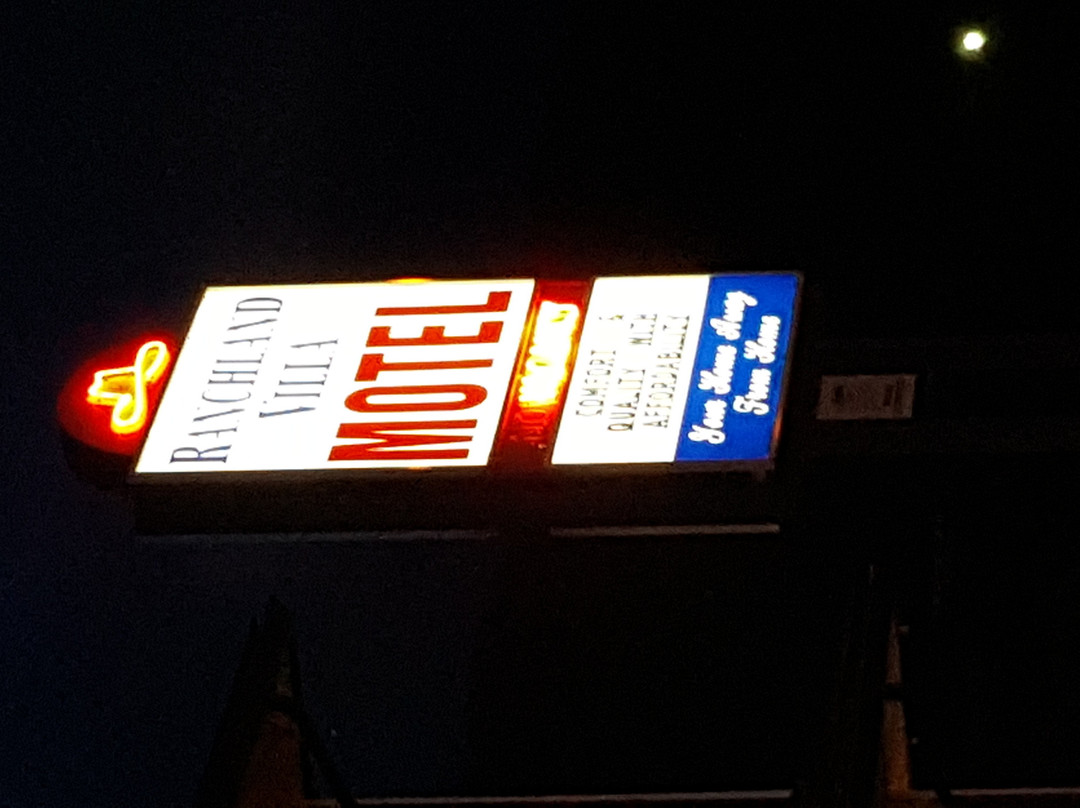 RANCHLAND
VILLA
MOTEL
COMFORT &
QUALITY WITH
AFFORDABILITY
Your Home Away
From Home